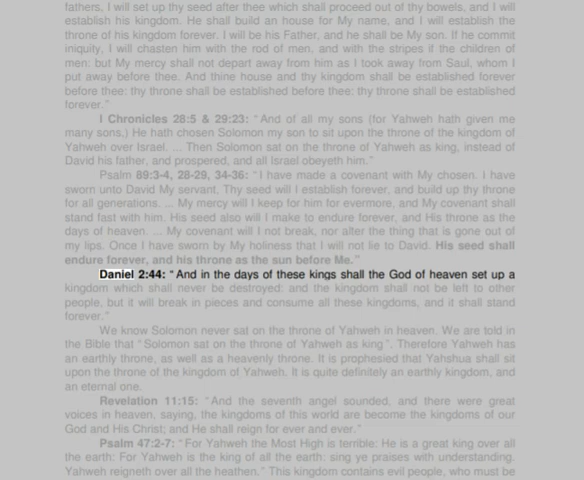 fathers, I will set up thy seed after thee which shall proceed out of thy bowels, and I will
establish his kingdom. He shall build an house for My name, and I will establish the
throne of his kingdom forever. I will be his Father, and he shall be My son. If he commit
iniquity, I will chasten him with the rod of men, and with the stripes if the children of
men: but My mercy shall not depart away from him as I took away from Saul, whom I
put away before thee. And thine house and thy kingdom shall be established forever
before thee: thy throne shall be established before thee: thy throne shall be established
forever."
I Chronicles 28:5 & 29:23: "And of all my sons (for Yahweh hath given me
many sons,) He hath chosen Solomon my son to sit upon the throne of the kingdom of
Yahweh over Israel. ... Then Solomon sat on the throne of Yahweh as king, instead of
David his father, and prospered, and all Israel obeyeth him."
Psalm 89:3-4, 28-29, 34-36: "I have made a covenant with My chosen. I have
sworn unto David My servant, Thy seed will I establish forever, and build up thy throne
for all generations. ... My mercy will I keep for him for evermore, and My covenant shall
stand fast with him. His seed also will I make to endure forever, and His throne as the
days of heaven. ... My covenant will I not break, nor alter the thing that is gone out of
my lips. Once I have sworn by My holiness that I will not lie to David. His seed shall
endure forever, and his throne as the sun before Me."
Daniel 2:44: "And in the days of these kings shall the God of heaven set up a
kingdom which shall never be destroyed: and the kingdom shall not be left to other
people, but it will break in pieces and consume all these kingdoms, and it shall stand
forever."
We know Solomon never sat on the throne of Yahweh in heaven. We are told in
the Bible that "Solomon sat on the throne of Yahweh as king". Therefore Yahweh has
an earthly throne, as well as a heavenly throne. It is prophesied that Yahshua shall sit
upon the throne of the kingdom of Yahweh. It is quite definitely an earthly kingdom, and
an eternal one.
Revelation 11:15: "And the seventh angel sounded, and there were great
voices in heaven, saying, the kingdoms of this world are become the kingdoms of our
God and His Christ; and He shall reign for ever and ever."
Psalm 47:2-7: "For Yahweh the Most High is terrible: He is a great king over all
the earth: For Yahweh is the king of all the earth: sing ye praises with understanding.
Yahweh reigneth over all the heathen." This kingdom contains evil people, who must be